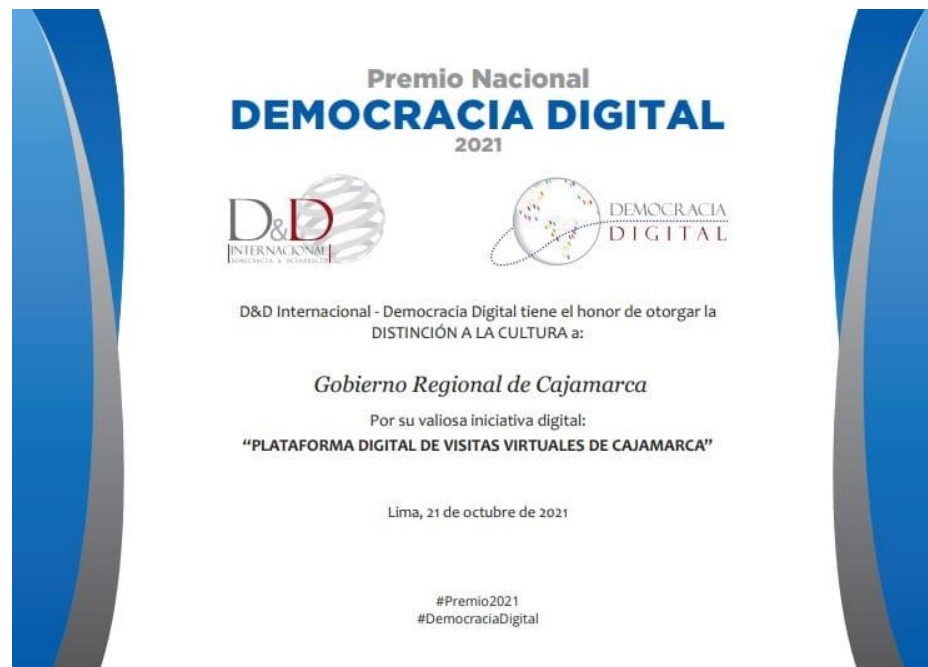 Premio Nacional
DEMOCRACIA DIGITAL
2021
D&D
INTERNACIONAL
DEMOCRACIA & DESARROLLO
DEMOCRACIA
DIGITAL
D&D Internacional - Democracia Digital tiene el honor de otorgar la
DISTINCIÓN A LA CULTURA a:
Gobierno Regional de Cajamarca
Por su valiosa iniciativa digital:
“PLATAFORMA DIGITAL DE VISITAS VIRTUALES DE CAJAMARCA”
Lima, 21 de octubre de 2021
#Premio2021
#DemocraciaDigital